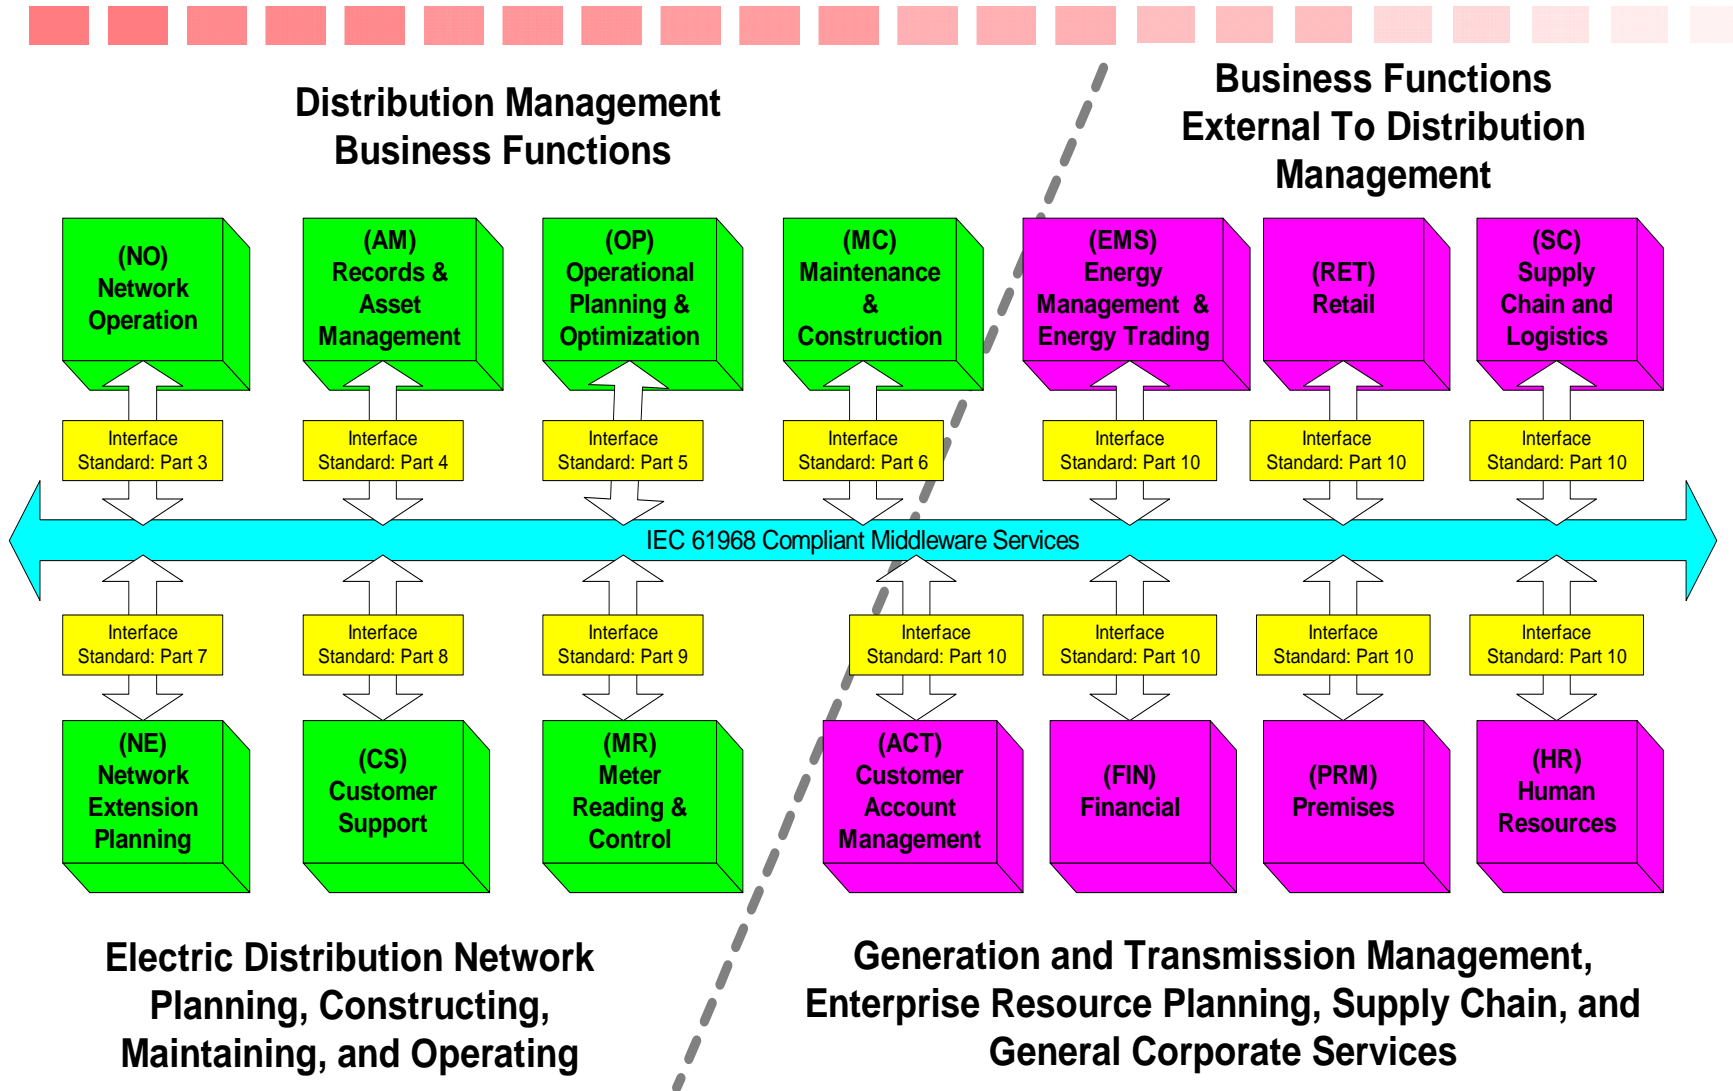 Distribution Management
Business Functions
Business Functions
External To Distribution
Management
(NO)
Network
Operation
(AM)
Records &
Asset
Management
(OP)
Operational
Planning &
Optimization
(MC)
Maintenance
&
Construction
(EMS)
Energy
Management &
Energy Trading
(RET)
Retail
(SC)
Supply
Chain and
Logistics
Interface
Standard: Part 3
Interface
Standard: Part 4
Interface
Standard: Part 5
Interface
Standard: Part 6
Interface
Standard: Part 10
Interface
Standard: Part 10
Interface
Standard: Part 10
IEC 61968 Compliant Middleware Services
Interface
Standard: Part 7
Interface
Standard: Part 8
Interface
Standard: Part 9
Interface
Standard: Part 10
Interface
Standard: Part 10
Interface
Standard: Part 10
Interface
Standard: Part 10
(NE)
Network
Extension
Planning
(CS)
Customer
Support
(MR)
Meter
Reading &
Control
(ACT)
Customer
Account
Management
(FIN)
Financial
(PRM)
Premises
(HR)
Human
Resources
Electric Distribution Network
Planning, Constructing,
Maintaining, and Operating
Generation and Transmission Management,
Enterprise Resource Planning, Supply Chain, and
General Corporate Services